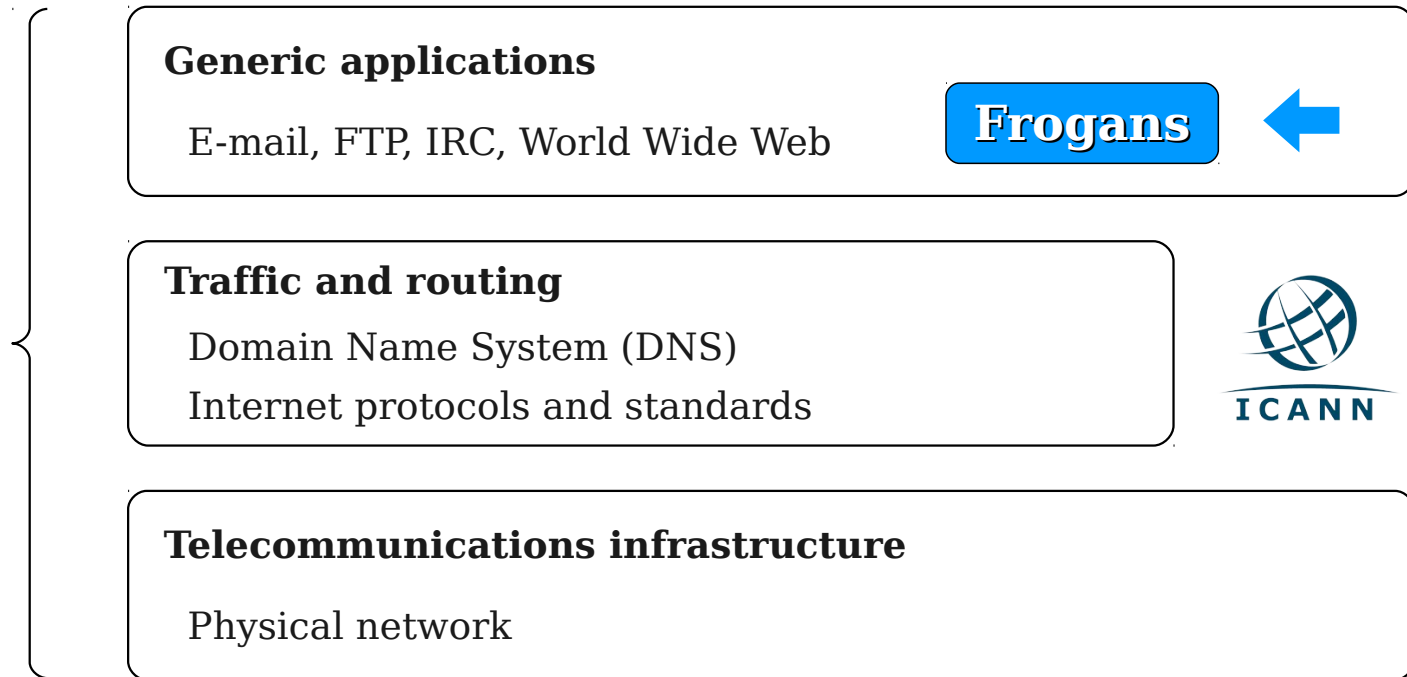 Generic applications
E-mail, FTP, IRC, World Wide Web
Frogans
Traffic and routing
Domain Name System (DNS)
Internet protocols and standards
ICANN
Telecommunications infrastructure
Physical network